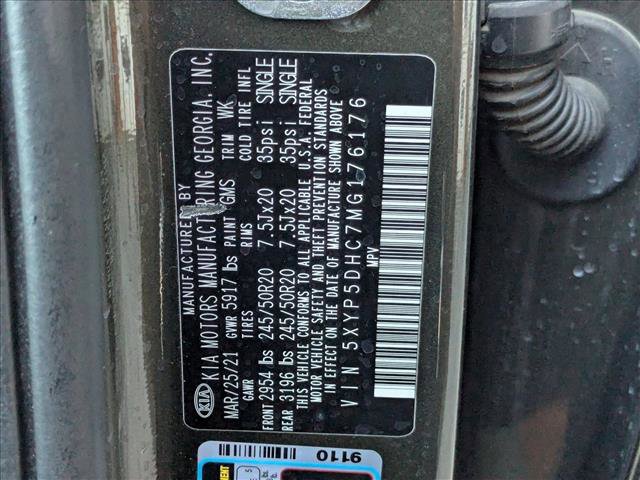 MANUFACTURED BY
KIA KIA MOTORS MANUFACTURING GEORGIA, INC.
MAR/25/21 GVWR 5917 lbs PAINT GMS TRIM WK
GAWR TIRES RIMS COLD TIRE INFL
FRONT 2954 lbs 245/50R20 7.5Jx20 35psi SINGLE
REAR 3196 lbs 245/50R20 7.5Jx20 35psi SINGLE
THIS VEHICLE CONFORMS TO ALL APPLICABLE U.S.A. FEDERAL
MOTOR VEHICLE SAFETY AND THEFT PREVENTION STANDARDS
IN EFFECT ON THE DATE OF MANUFACTURE SHOWN ABOVE
VIN 5XYP5DHC7MG176176
MPV
9110